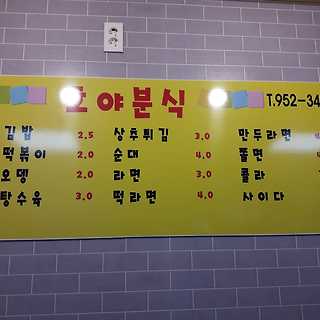 호야분식 T.952-34
김밥 2.5 상추튀김 3.0 만두라면
떡볶이 2.0 순대 4.0 쫄면
오뎅 2.0 라면 3.0 콜라
탕수육 3.0 떡라면 4.0 사이다